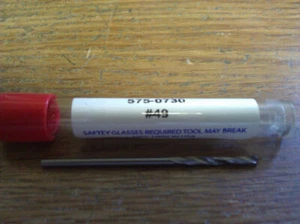 575-0730
#49
SAFTEY GLASSES REQUIRED TOOL MAY BREAK